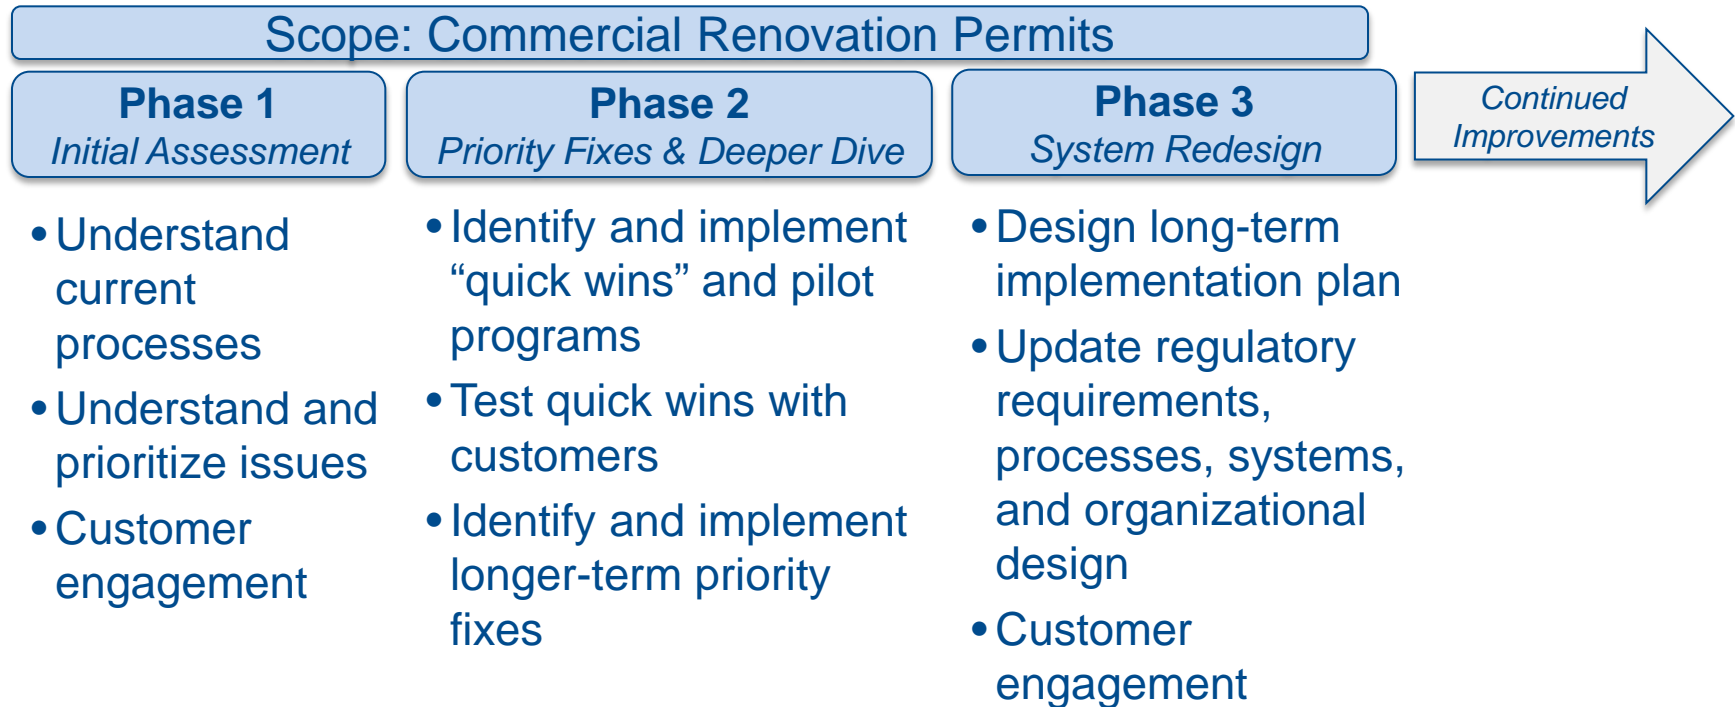 Scope: Commercial Renovation Permits
Phase 1
Initial Assessment
Phase 2
Priority Fixes & Deeper Dive
Phase 3
System Redesign
Continued
Improvements
• Understand
current
processes
• Understand and
prioritize issues
• Customer
engagement
• Identify and implement
“quick wins” and pilot
programs
• Test quick wins with
customers
• Identify and implement
longer-term priority
fixes
• Design long-term
implementation plan
• Update regulatory
requirements,
processes, systems,
and organizational
design
• Customer
engagement